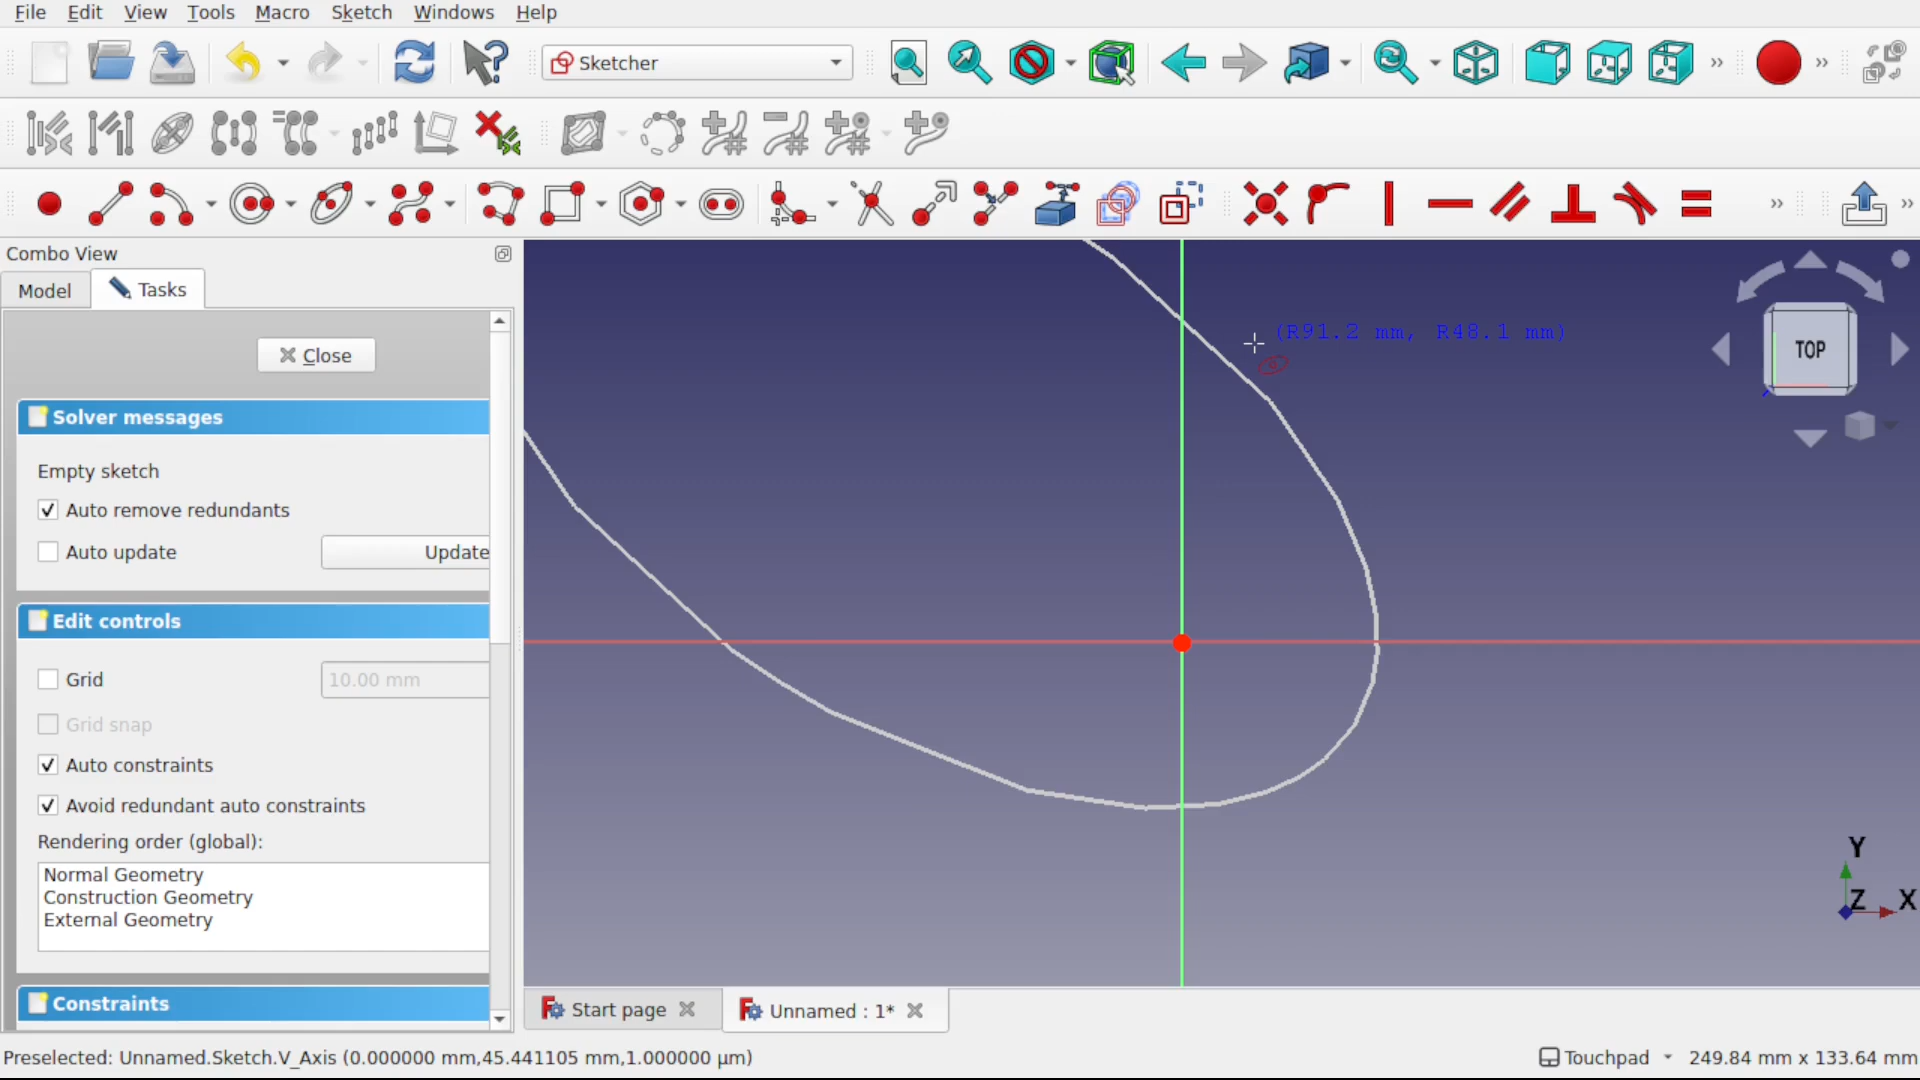 File Edit View Tools Macro Sketch Windows Help
Sketcher
Combo View
Model Tasks
Close
Solver messages
Empty sketch
Auto remove redundants
Auto update Update
Edit controls
Grid 10.00 mm
Grid snap
Auto constraints
Avoid redundant auto constraints
Rendering order (global):
Normal Geometry
Construction Geometry
External Geometry
Constraints
(R91.2 mm, R48.1 mm)
TOP
Y
Z X
Start page Unnamed : 1*
Preselected: Unnamed.Sketch.V_Axis (0.000000 mm,45.441105 mm,1.000000 µm) Touchpad 249.84 mm x 133.64 mm